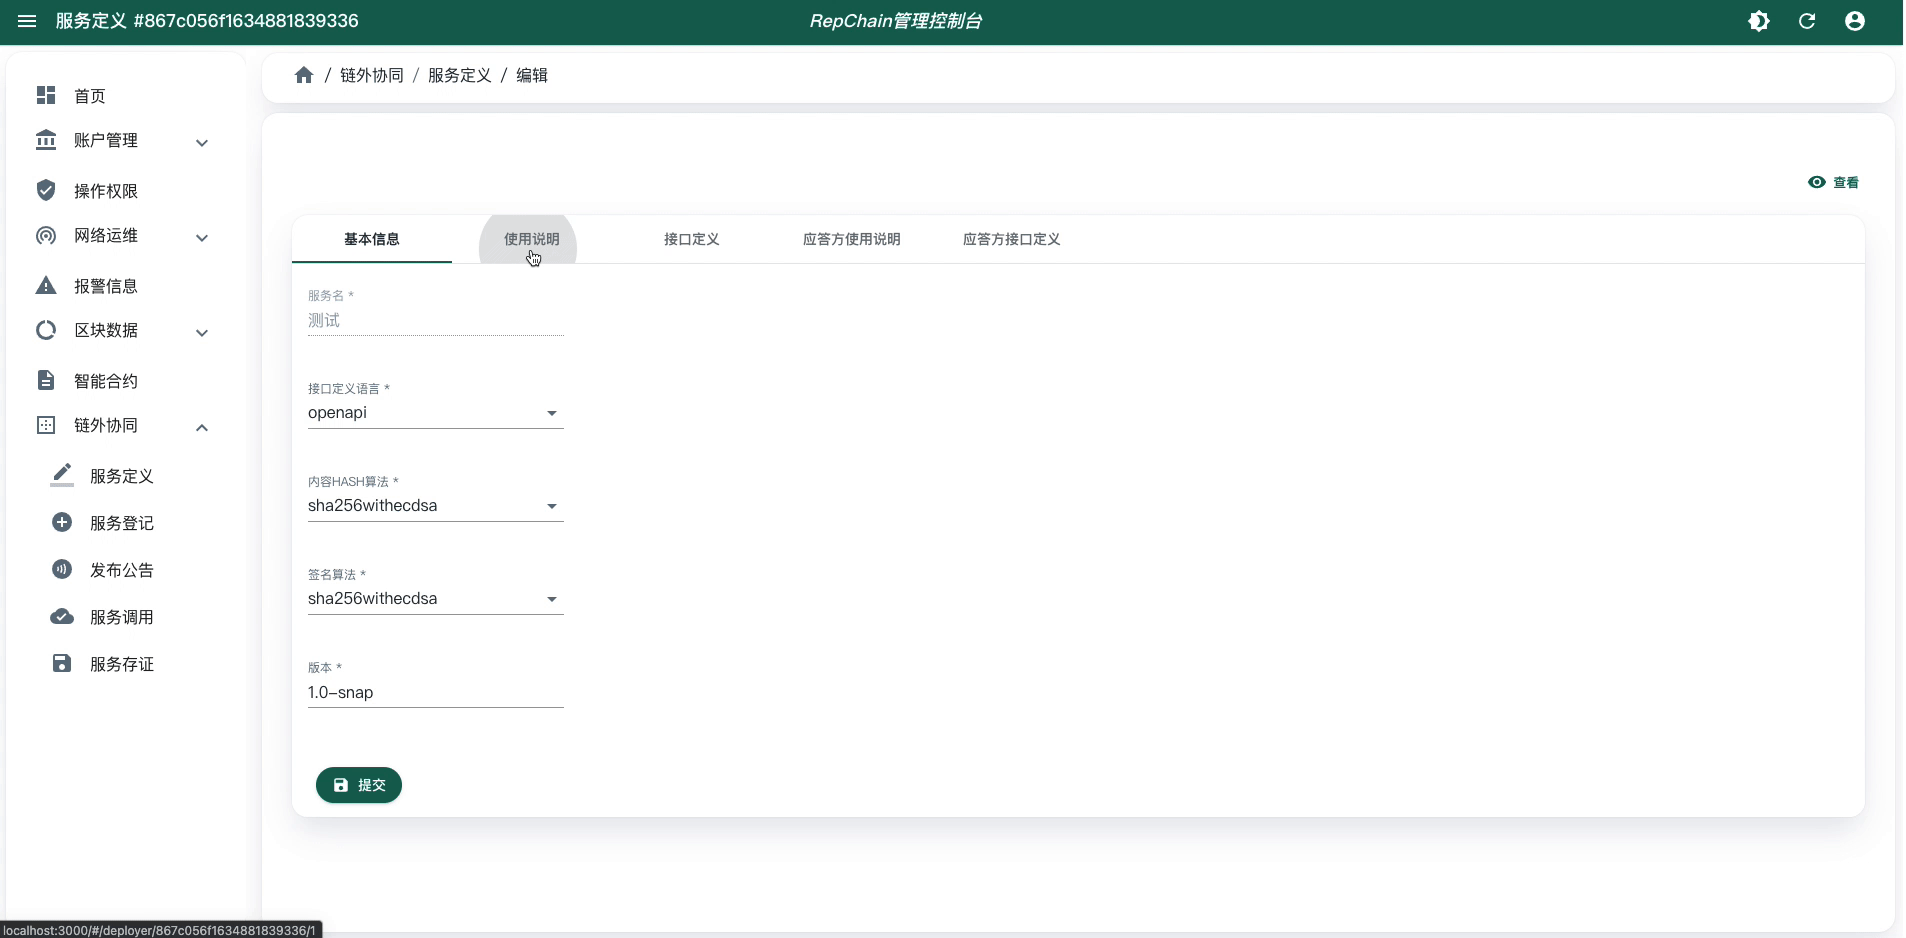 服务定义 #867c056f1634881839336
RepChain管理控制台
首页
账户管理
操作权限
网络运维
报警信息
区块数据
智能合约
链外协同
服务定义
服务登记
发布公告
服务调用
服务存证
/ 链外协同 / 服务定义 / 编辑
查看
基本信息 使用说明 接口定义 应答方使用说明 应答方接口定义
服务名 *
测试
接口定义语言 *
openapi
内容HASH算法 *
sha256withecdsa
签名算法 *
sha256withecdsa
版本 *
1.0-snap
提交
localhost:3000/#/deployer/867c056f1634881839336/1